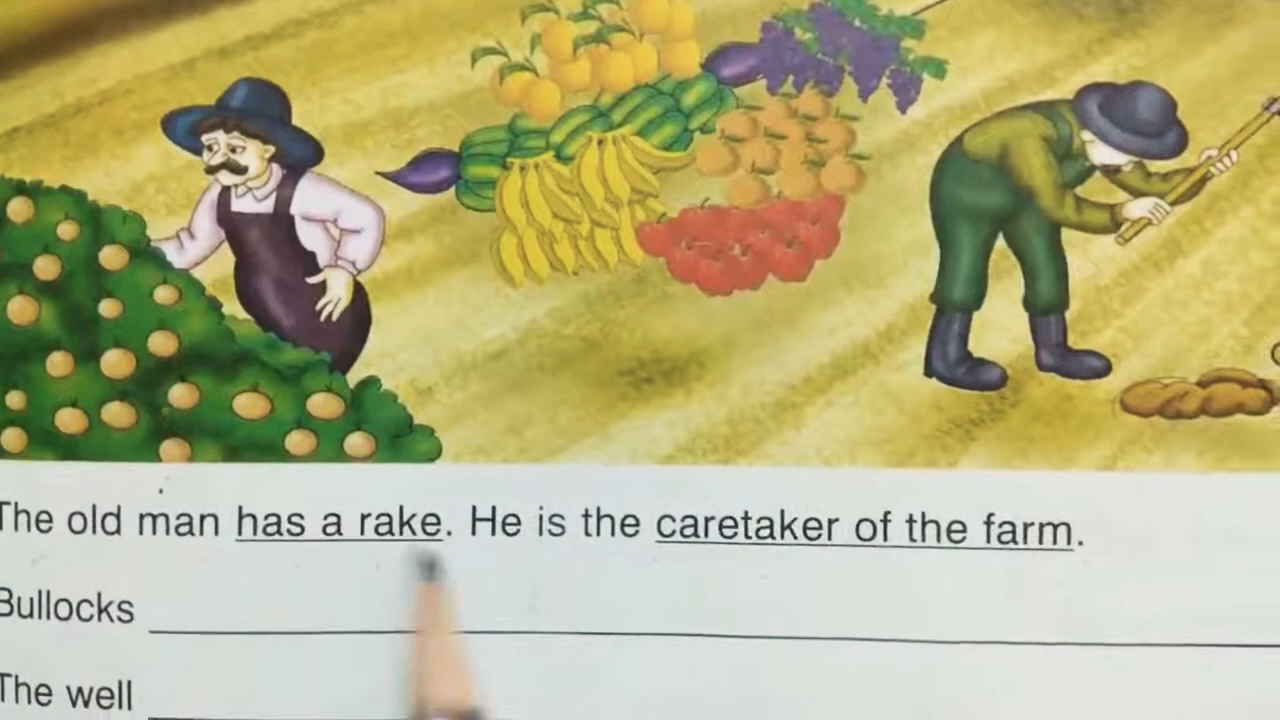 The old man has a rake. He is the caretaker of the farm.
Bullocks
The well